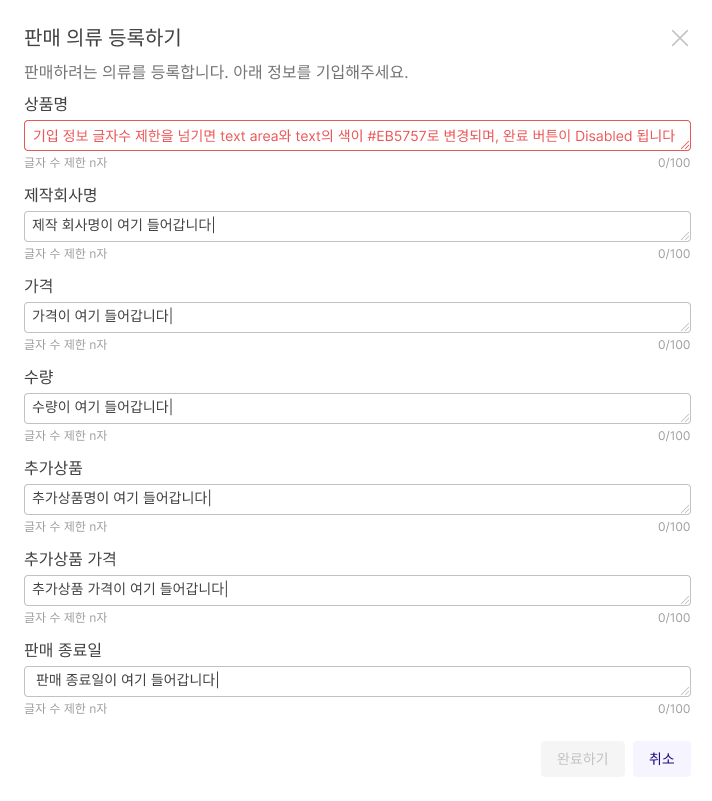 판매 의류 등록하기
판매하려는 의류를 등록합니다. 아래 정보를 기입해주세요.
상품명
기입 정보 글자수 제한을 넘기면 text area와 text의 색이 #EB5757로 변경되며, 완료 버튼이 Disabled 됩니다
글자 수 제한 n자 0/100
제작회사명
제작 회사명이 여기 들어갑니다
글자 수 제한 n자 0/100
가격
가격이 여기 들어갑니다
글자 수 제한 n자 0/100
수량
수량이 여기 들어갑니다
글자 수 제한 n자 0/100
추가상품
추가상품명이 여기 들어갑니다
글자 수 제한 n자 0/100
추가상품 가격
추가상품 가격이 여기 들어갑니다
글자 수 제한 n자 0/100
판매 종료일
판매 종료일이 여기 들어갑니다
글자 수 제한 n자 0/100
완료하기 취소